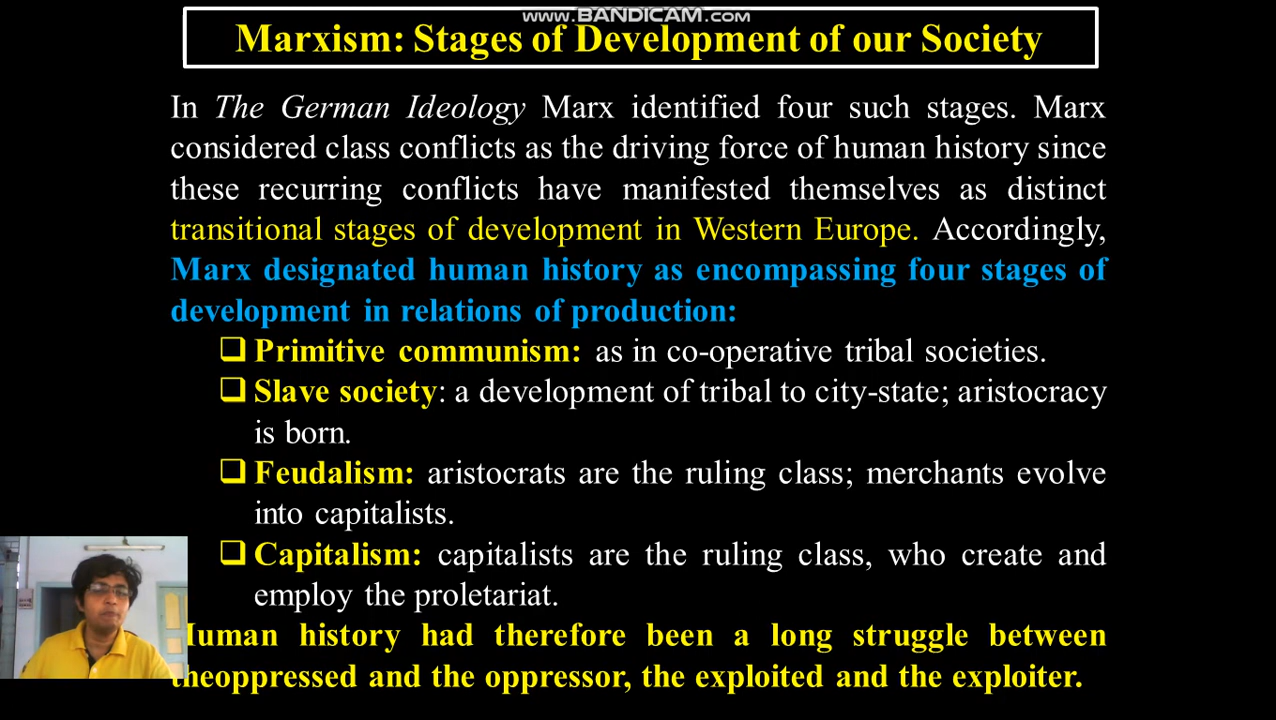 www.BANDICAM.com
Marxism: Stages of Development of our Society
In The German Ideology Marx identified four such stages. Marx
considered class conflicts as the driving force of human history since
these recurring conflicts have manifested themselves as distinct
transitional stages of development in Western Europe. Accordingly,
Marx designated human history as encompassing four stages of
development in relations of production:
❑ Primitive communism: as in co-operative tribal societies.
❑ Slave society: a development of tribal to city-state; aristocracy
is born.
❑ Feudalism: aristocrats are the ruling class; merchants evolve
into capitalists.
❑ Capitalism: capitalists are the ruling class, who create and
employ the proletariat.
Human history had therefore been a long struggle between
theoppressed and the oppressor, the exploited and the exploiter.